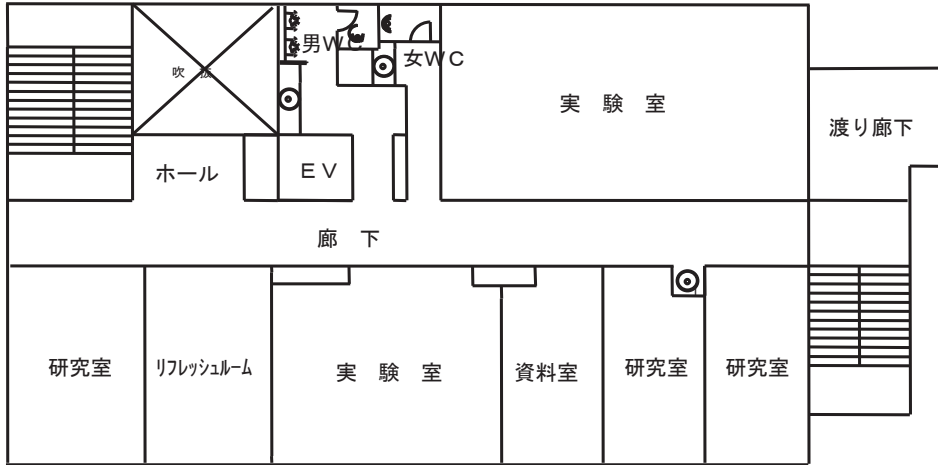 男ＷＣ
女ＷＣ
吹抜
実験室
渡り廊下
ホール
ＥＶ
廊下
研究室
ﾘﾌﾚｯｼｭﾙｰﾑ
実験室
資料室
研究室
研究室